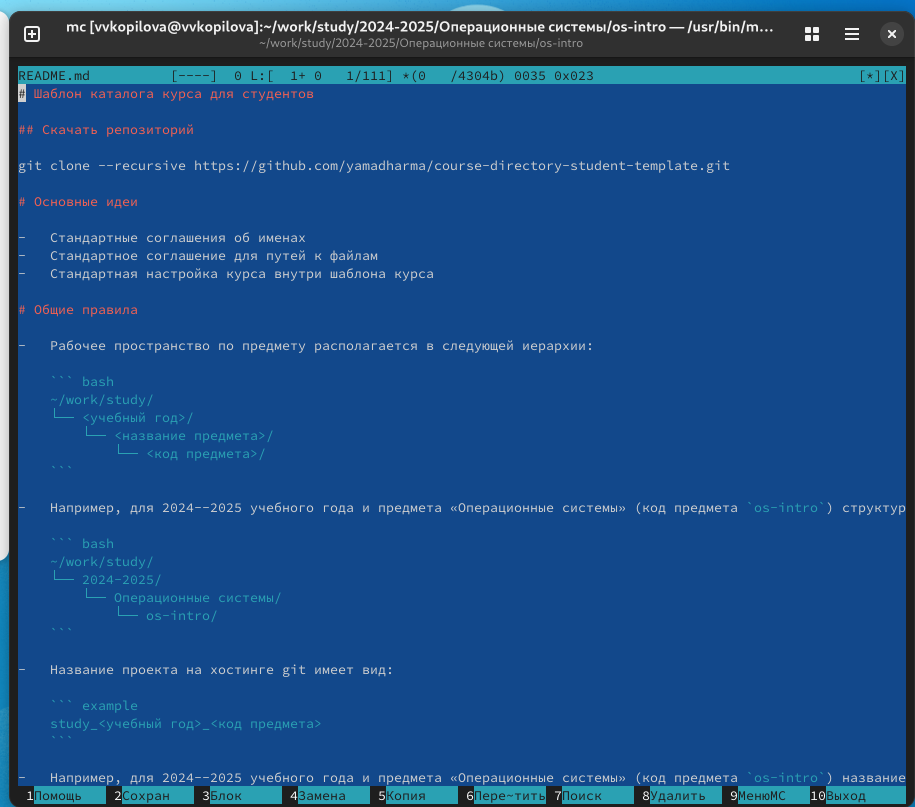 mc [vvkopilova@vvkopilova]:~/work/study/2024-2025/Операционные системы/os-intro — /usr/bin/m…
~/work/study/2024-2025/Операционные системы/os-intro
README.md [----] 0 L:[ 1+ 0 1/111] *(0 /4304b) 0035 0x023 [*][X]
# Шаблон каталога курса для студентов
## Скачать репозиторий
git clone --recursive https://github.com/yamadharma/course-directory-student-template.git
# Основные идеи
- Стандартные соглашения об именах
- Стандартное соглашение для путей к файлам
- Стандартная настройка курса внутри шаблона курса
# Общие правила
- Рабочее пространство по предмету располагается в следующей иерархии:
``` bash
~/work/study/
└── <учебный год>/
└── <название предмета>/
└── <код предмета>/
```
- Например, для 2024--2025 учебного года и предмета «Операционные системы» (код предмета `os-intro`) структур
``` bash
~/work/study/
└── 2024-2025/
└── Операционные системы/
└── os-intro/
```
- Название проекта на хостинге git имеет вид:
``` example
study_<учебный год>_<код предмета>
```
- Например, для 2024--2025 учебного года и предмета «Операционные системы» (код предмета `os-intro`) название
1Помощь 2Сохран 3Блок 4Замена 5Копия 6Пере~тить 7Поиск 8Удалить 9МенюMC 10Выход